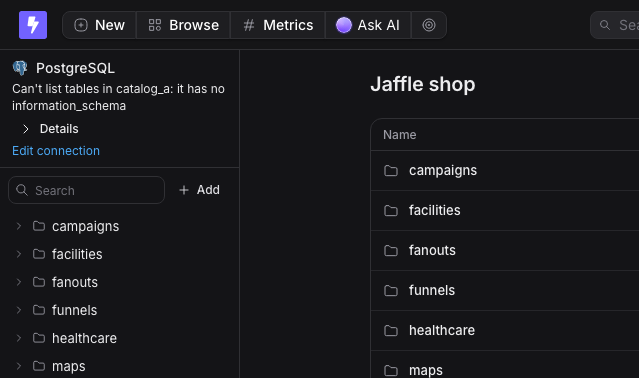 New
Browse
Metrics
Ask AI
PostgreSQL
Can't list tables in catalog_a: it has no
information_schema
Details
Edit connection
Search
Add
campaigns
facilities
fanouts
funnels
healthcare
maps
Jaffle shop
Name
campaigns
facilities
fanouts
funnels
healthcare
maps